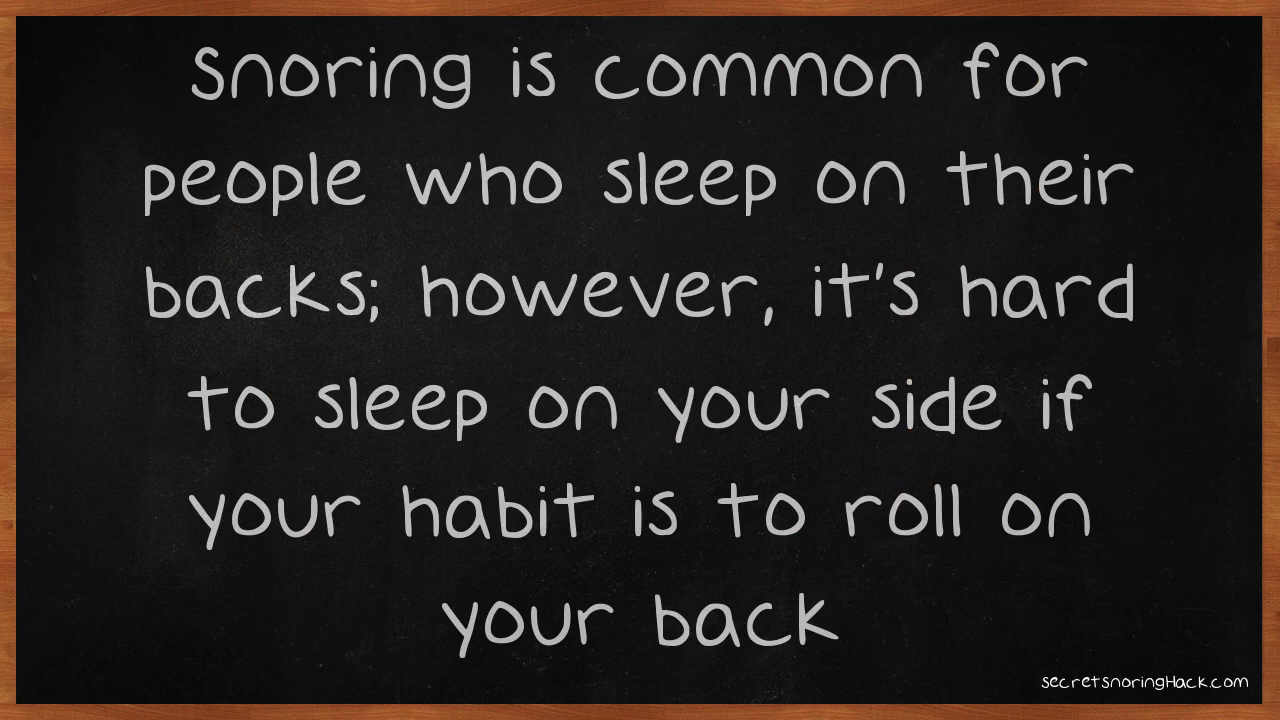 Snoring is common for
people who sleep on their
backs; however, it's hard
to sleep on your side if
your habit is to roll on
your back
secretsnoringHack.com